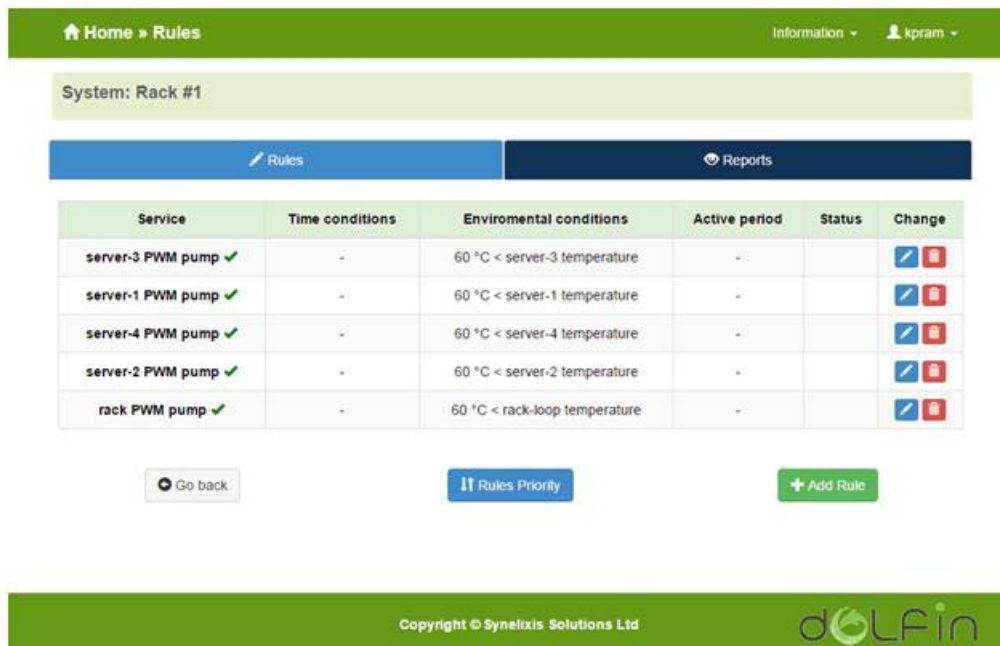 Home » Rules Information kpram
System: Rack #1
Rules Reports
Service Time conditions Enviromental conditions Active period Status Change
server-3 PWM pump - 60 °C < server-3 temperature -
server-1 PWM pump - 60 °C < server-1 temperature -
server-4 PWM pump - 60 °C < server-4 temperature -
server-2 PWM pump - 60 °C < server-2 temperature -
rack PWM pump - 60 °C < rack-loop temperature -
Go back Rules Priority Add Rule
Copyright © Synelixis Solutions Ltd dOLFin